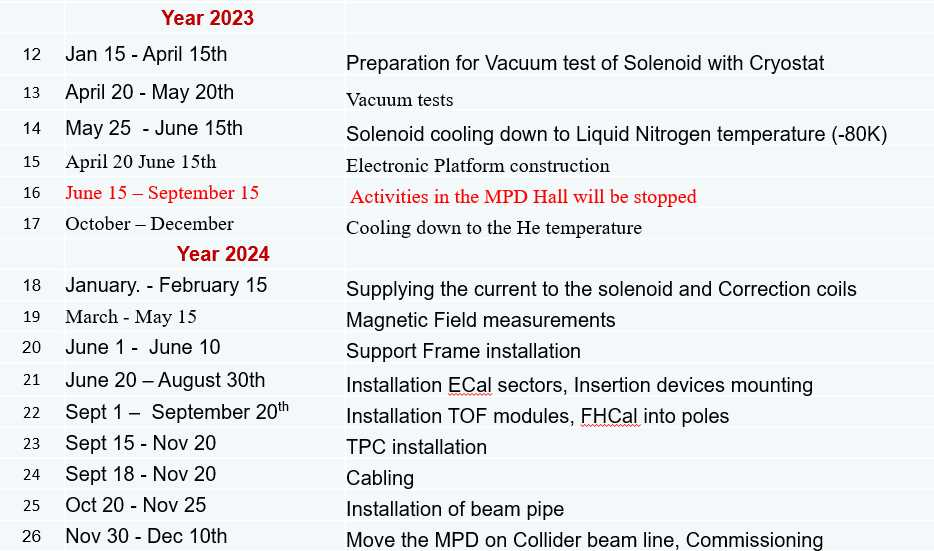 Year 2023
12 Jan 15 - April 15th Preparation for Vacuum test of Solenoid with Cryostat
13 April 20 - May 20th Vacuum tests
14 May 25 - June 15th Solenoid cooling down to Liquid Nitrogen temperature (-80K)
15 April 20 June 15th Electronic Platform construction
16 June 15 – September 15 Activities in the MPD Hall will be stopped
17 October – December Cooling down to the He temperature
Year 2024
18 January. - February 15 Supplying the current to the solenoid and Correction coils
19 March - May 15 Magnetic Field measurements
20 June 1 - June 10 Support Frame installation
21 June 20 – August 30th Installation ECal sectors, Insertion devices mounting
22 Sept 1 – September 20th Installation TOF modules, FHCal into poles
23 Sept 15 - Nov 20 TPC installation
24 Sept 18 - Nov 20 Cabling
25 Oct 20 - Nov 25 Installation of beam pipe
26 Nov 30 - Dec 10th Move the MPD on Collider beam line, Commissioning